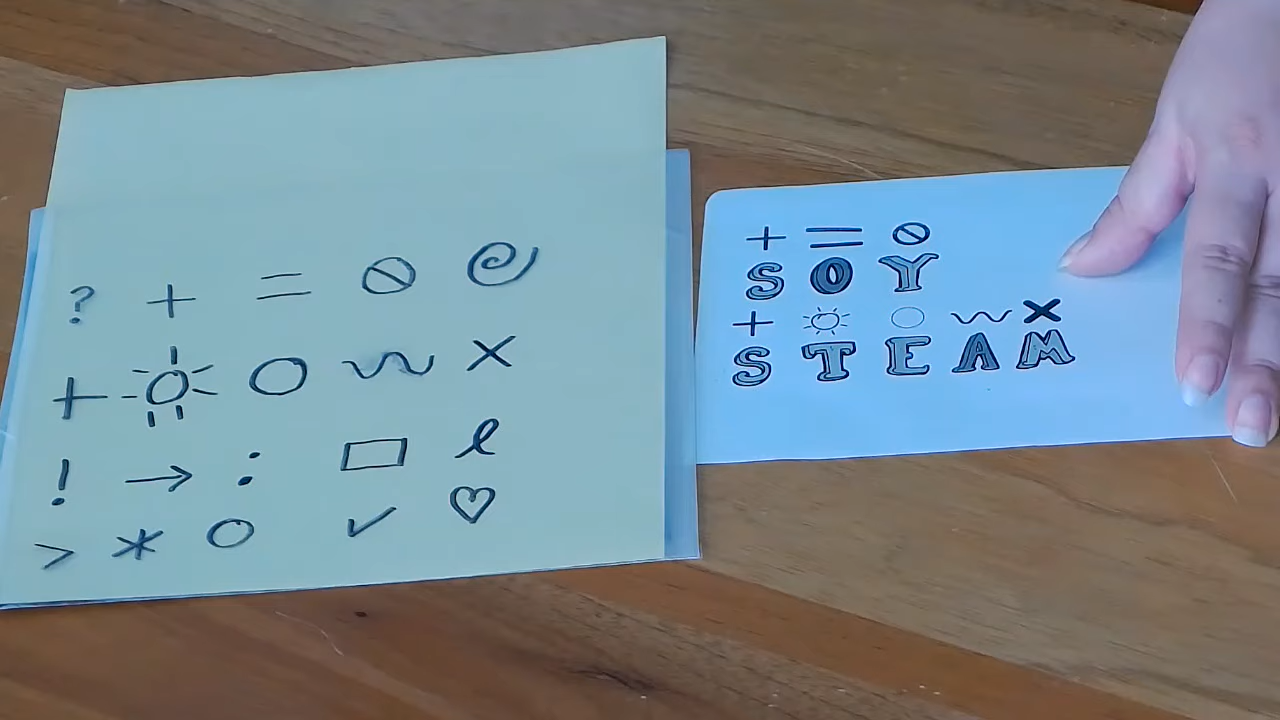 ? + = ⊘ 🌀
+ ☼ ○ ∿ ×
! → : ▭ ℓ
> * ○ ✓ ♡
+ = ⊘
SOY
+ ☼ ○ ∿ ×
STEAM